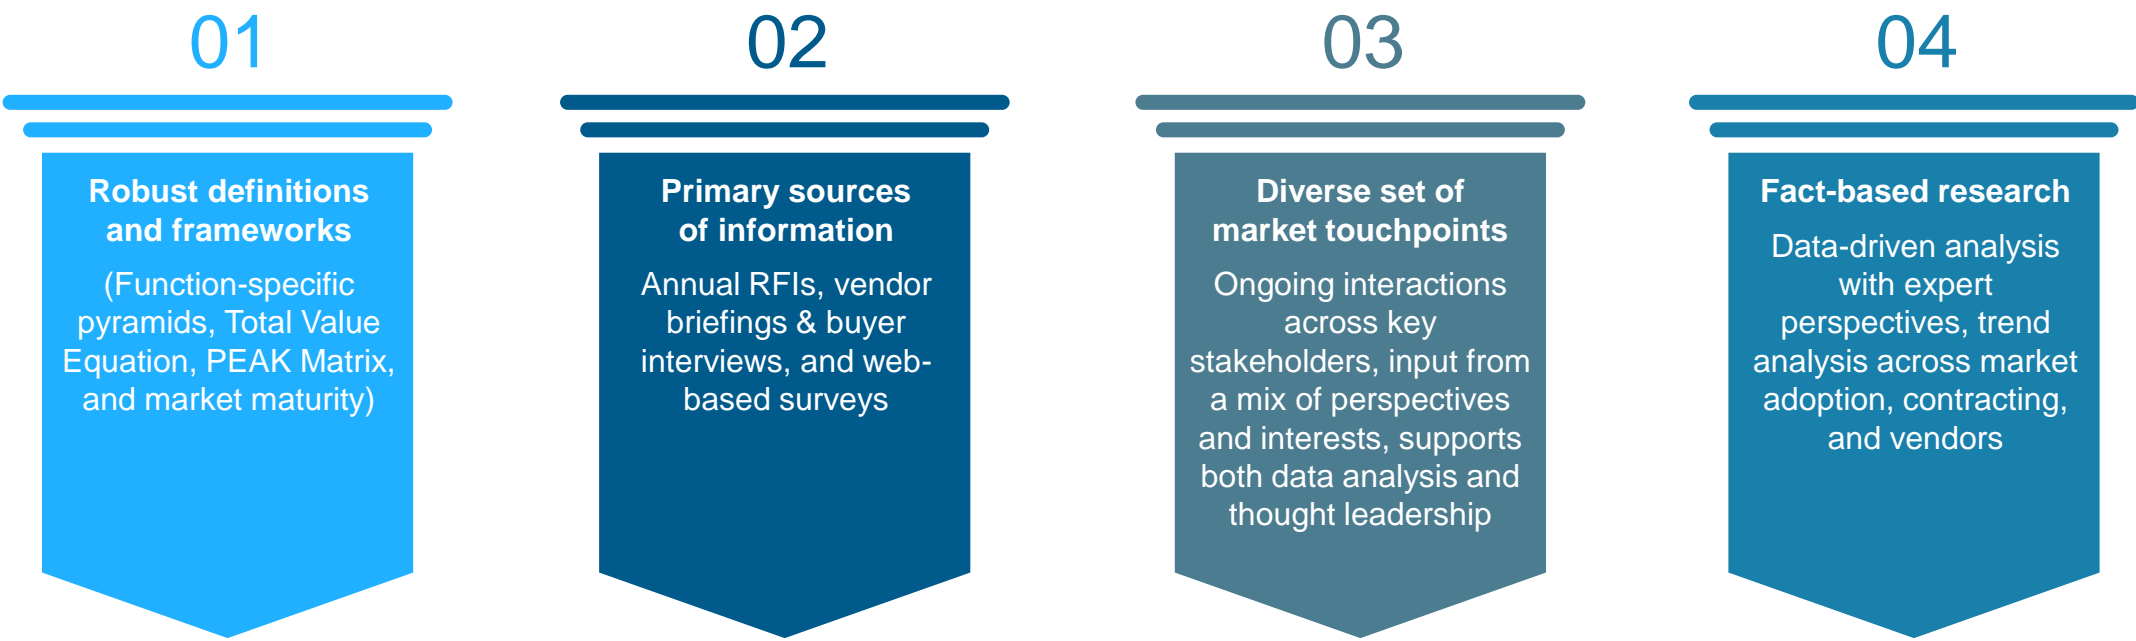 01
Robust definitions
and frameworks
(Function-specific
pyramids, Total Value
Equation, PEAK Matrix,
and market maturity)
02
Primary sources
of information
Annual RFIs, vendor
briefings & buyer
interviews, and web-
based surveys
03
Diverse set of
market touchpoints
Ongoing interactions
across key
stakeholders, input from
a mix of perspectives
and interests, supports
both data analysis and
thought leadership
04
Fact-based research
Data-driven analysis
with expert
perspectives, trend
analysis across market
adoption, contracting,
and vendors